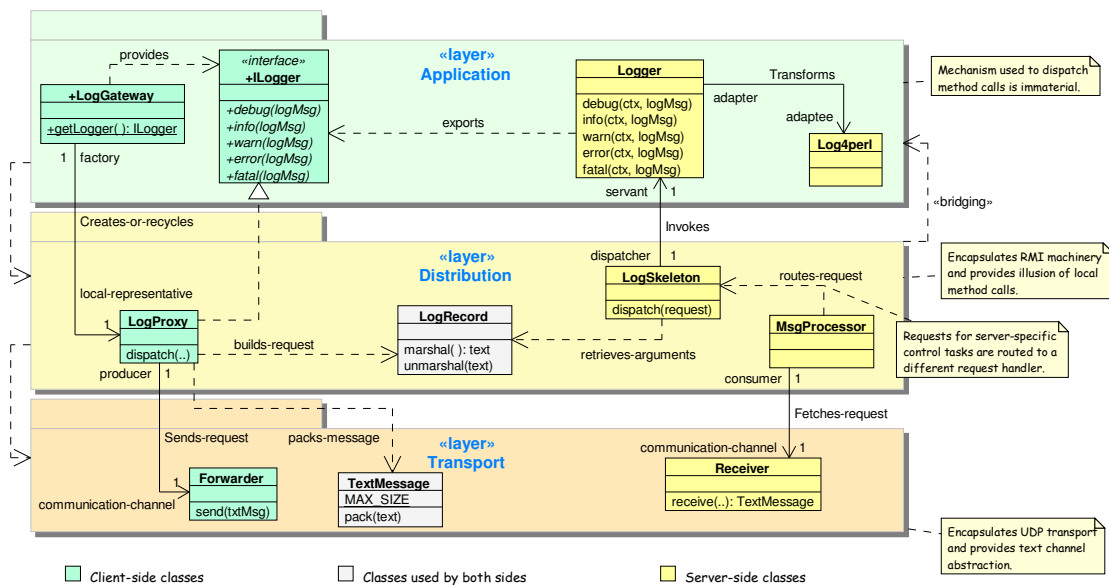 «layer»
Application
provides
«interface»
+ILogger
+debug(logMsg)
+info(logMsg)
+warn(logMsg)
+error(logMsg)
+fatal(logMsg)
+LogGateway
+getLogger( ): ILogger
1
factory
exports
Logger
debug(ctx, logMsg)
info(ctx, logMsg)
warn(ctx, logMsg)
error(ctx, logMsg)
fatal(ctx, logMsg)
Transforms
adapter
adaptee
Log4perl
servant
1
Mechanism used to dispatch
method calls is immaterial.
Creates-or-recycles
Invokes
«bridging»
«layer»
Distribution
dispatcher
1
LogSkeleton
dispatch(request)
routes-request
Encapsulates RMI machinery
and provides illusion of local
method calls.
local-representative
1
LogProxy
dispatch(..)
producer
1
builds-request
LogRecord
marshal( ): text
unmarshal(text)
retrieves-arguments
MsgProcessor
consumer
1
Requests for server-specific
control tasks are routed to a
different request handler.
Sends-request
packs-message
Fetches-request
«layer»
Transport
communication-channel
1
Forwarder
send(txtMsg)
TextMessage
MAX_SIZE
pack(text)
communication-channel
1
Receiver
receive(..): TextMessage
Encapsulates UDP transport
and provides text channel
abstraction.
Client-side classes
Classes used by both sides
Server-side classes